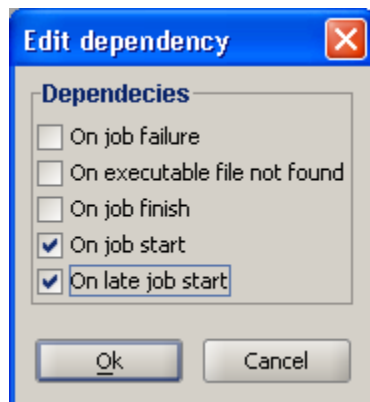 Edit dependency
Dependecies
On job failure
On executable file not found
On job finish
On job start
On late job start
Ok
Cancel